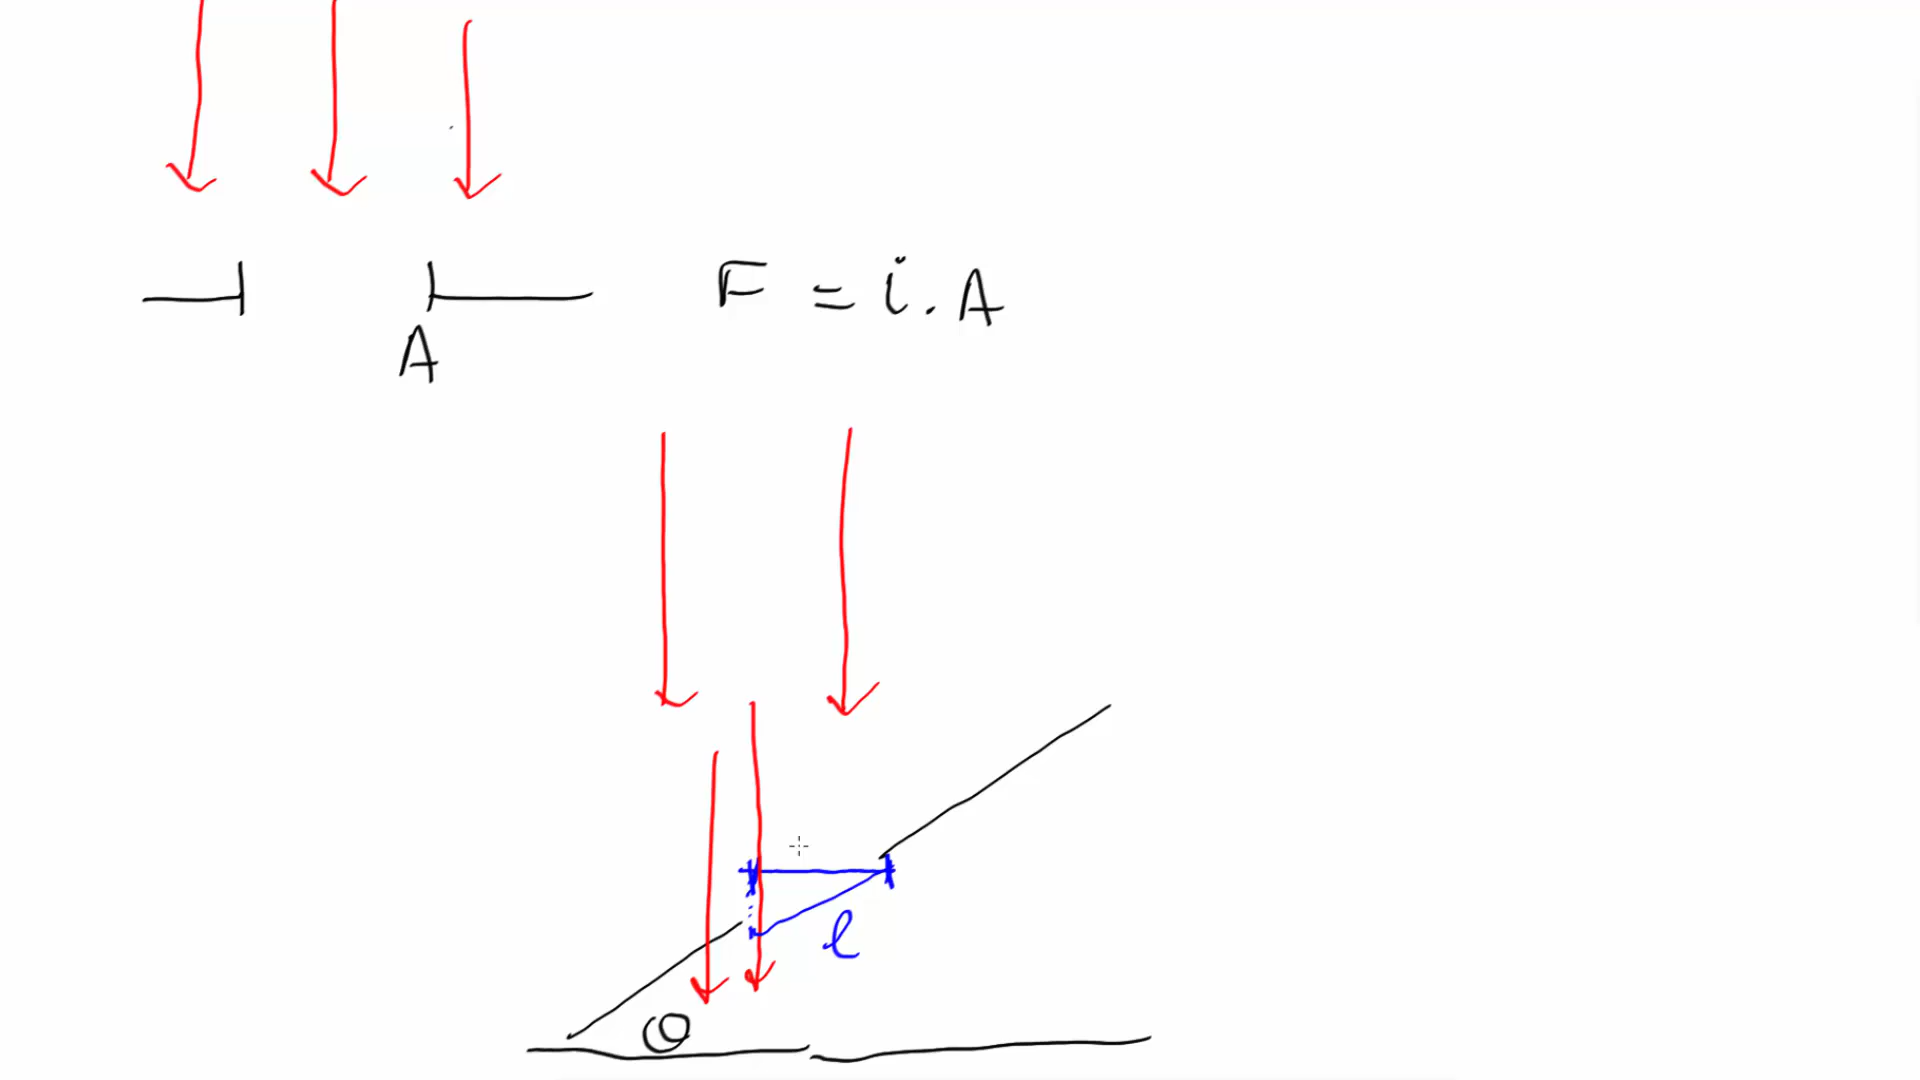 F = i . A
A
l
θ